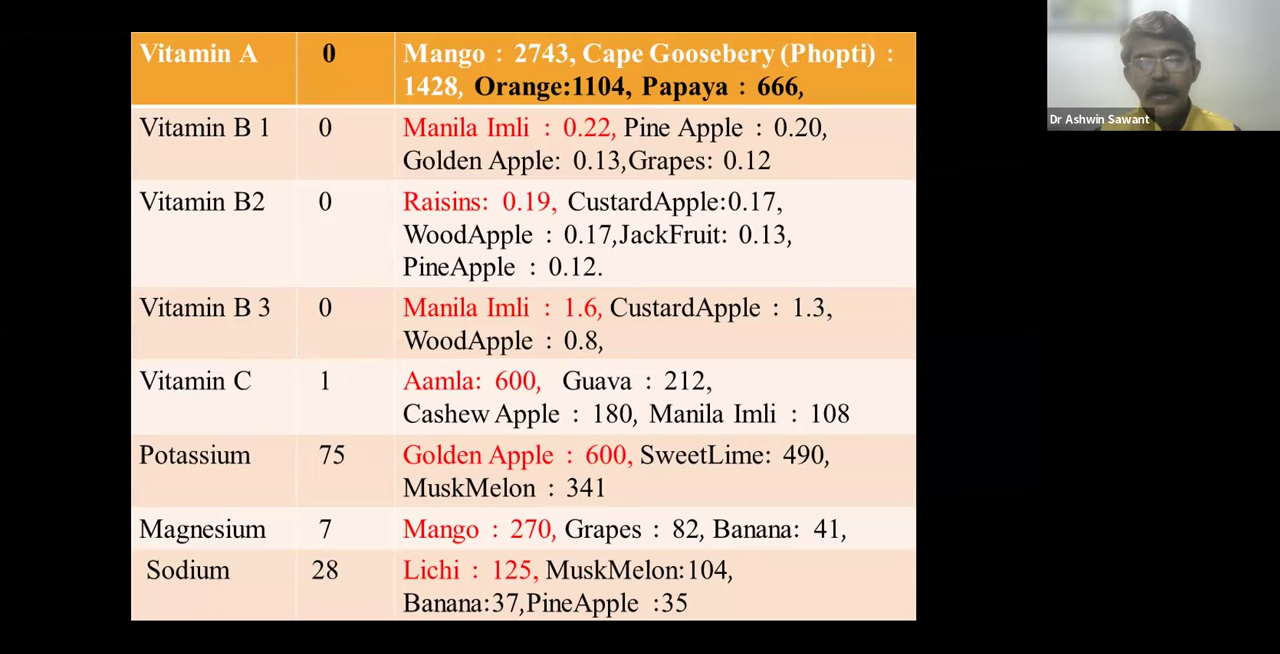 Vitamin A 0 Mango : 2743, Cape Goosebery (Phopti) :
1428, Orange:1104, Papaya : 666,
Vitamin B 1 0 Manila Imli : 0.22, Pine Apple : 0.20,
Golden Apple: 0.13,Grapes: 0.12
Vitamin B2 0 Raisins: 0.19, CustardApple:0.17,
WoodApple : 0.17,JackFruit: 0.13,
PineApple : 0.12.
Vitamin B 3 0 Manila Imli : 1.6, CustardApple : 1.3,
WoodApple : 0.8,
Vitamin C 1 Aamla: 600, Guava : 212,
Cashew Apple : 180, Manila Imli : 108
Potassium 75 Golden Apple : 600, SweetLime: 490,
MuskMelon : 341
Magnesium 7 Mango : 270, Grapes : 82, Banana: 41,
Sodium 28 Lichi : 125, MuskMelon:104,
Banana:37,PineApple :35
Dr Ashwin Sawant